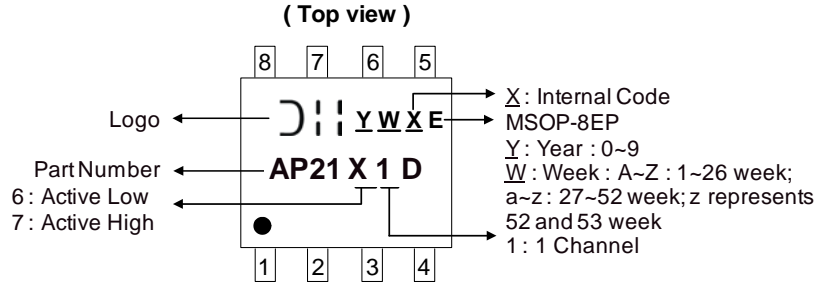 ( Top view )
8 7 6 5
Logo
Y W X E
X : Internal Code
MSOP-8EP
Y : Year : 0~9
W : Week : A~Z : 1~26 week;
a~z : 27~52 week; z represents
52 and 53 week
1 : 1 Channel
Part Number
AP21 X 1 D
6 : Active Low
7 : Active High
1 2 3 4